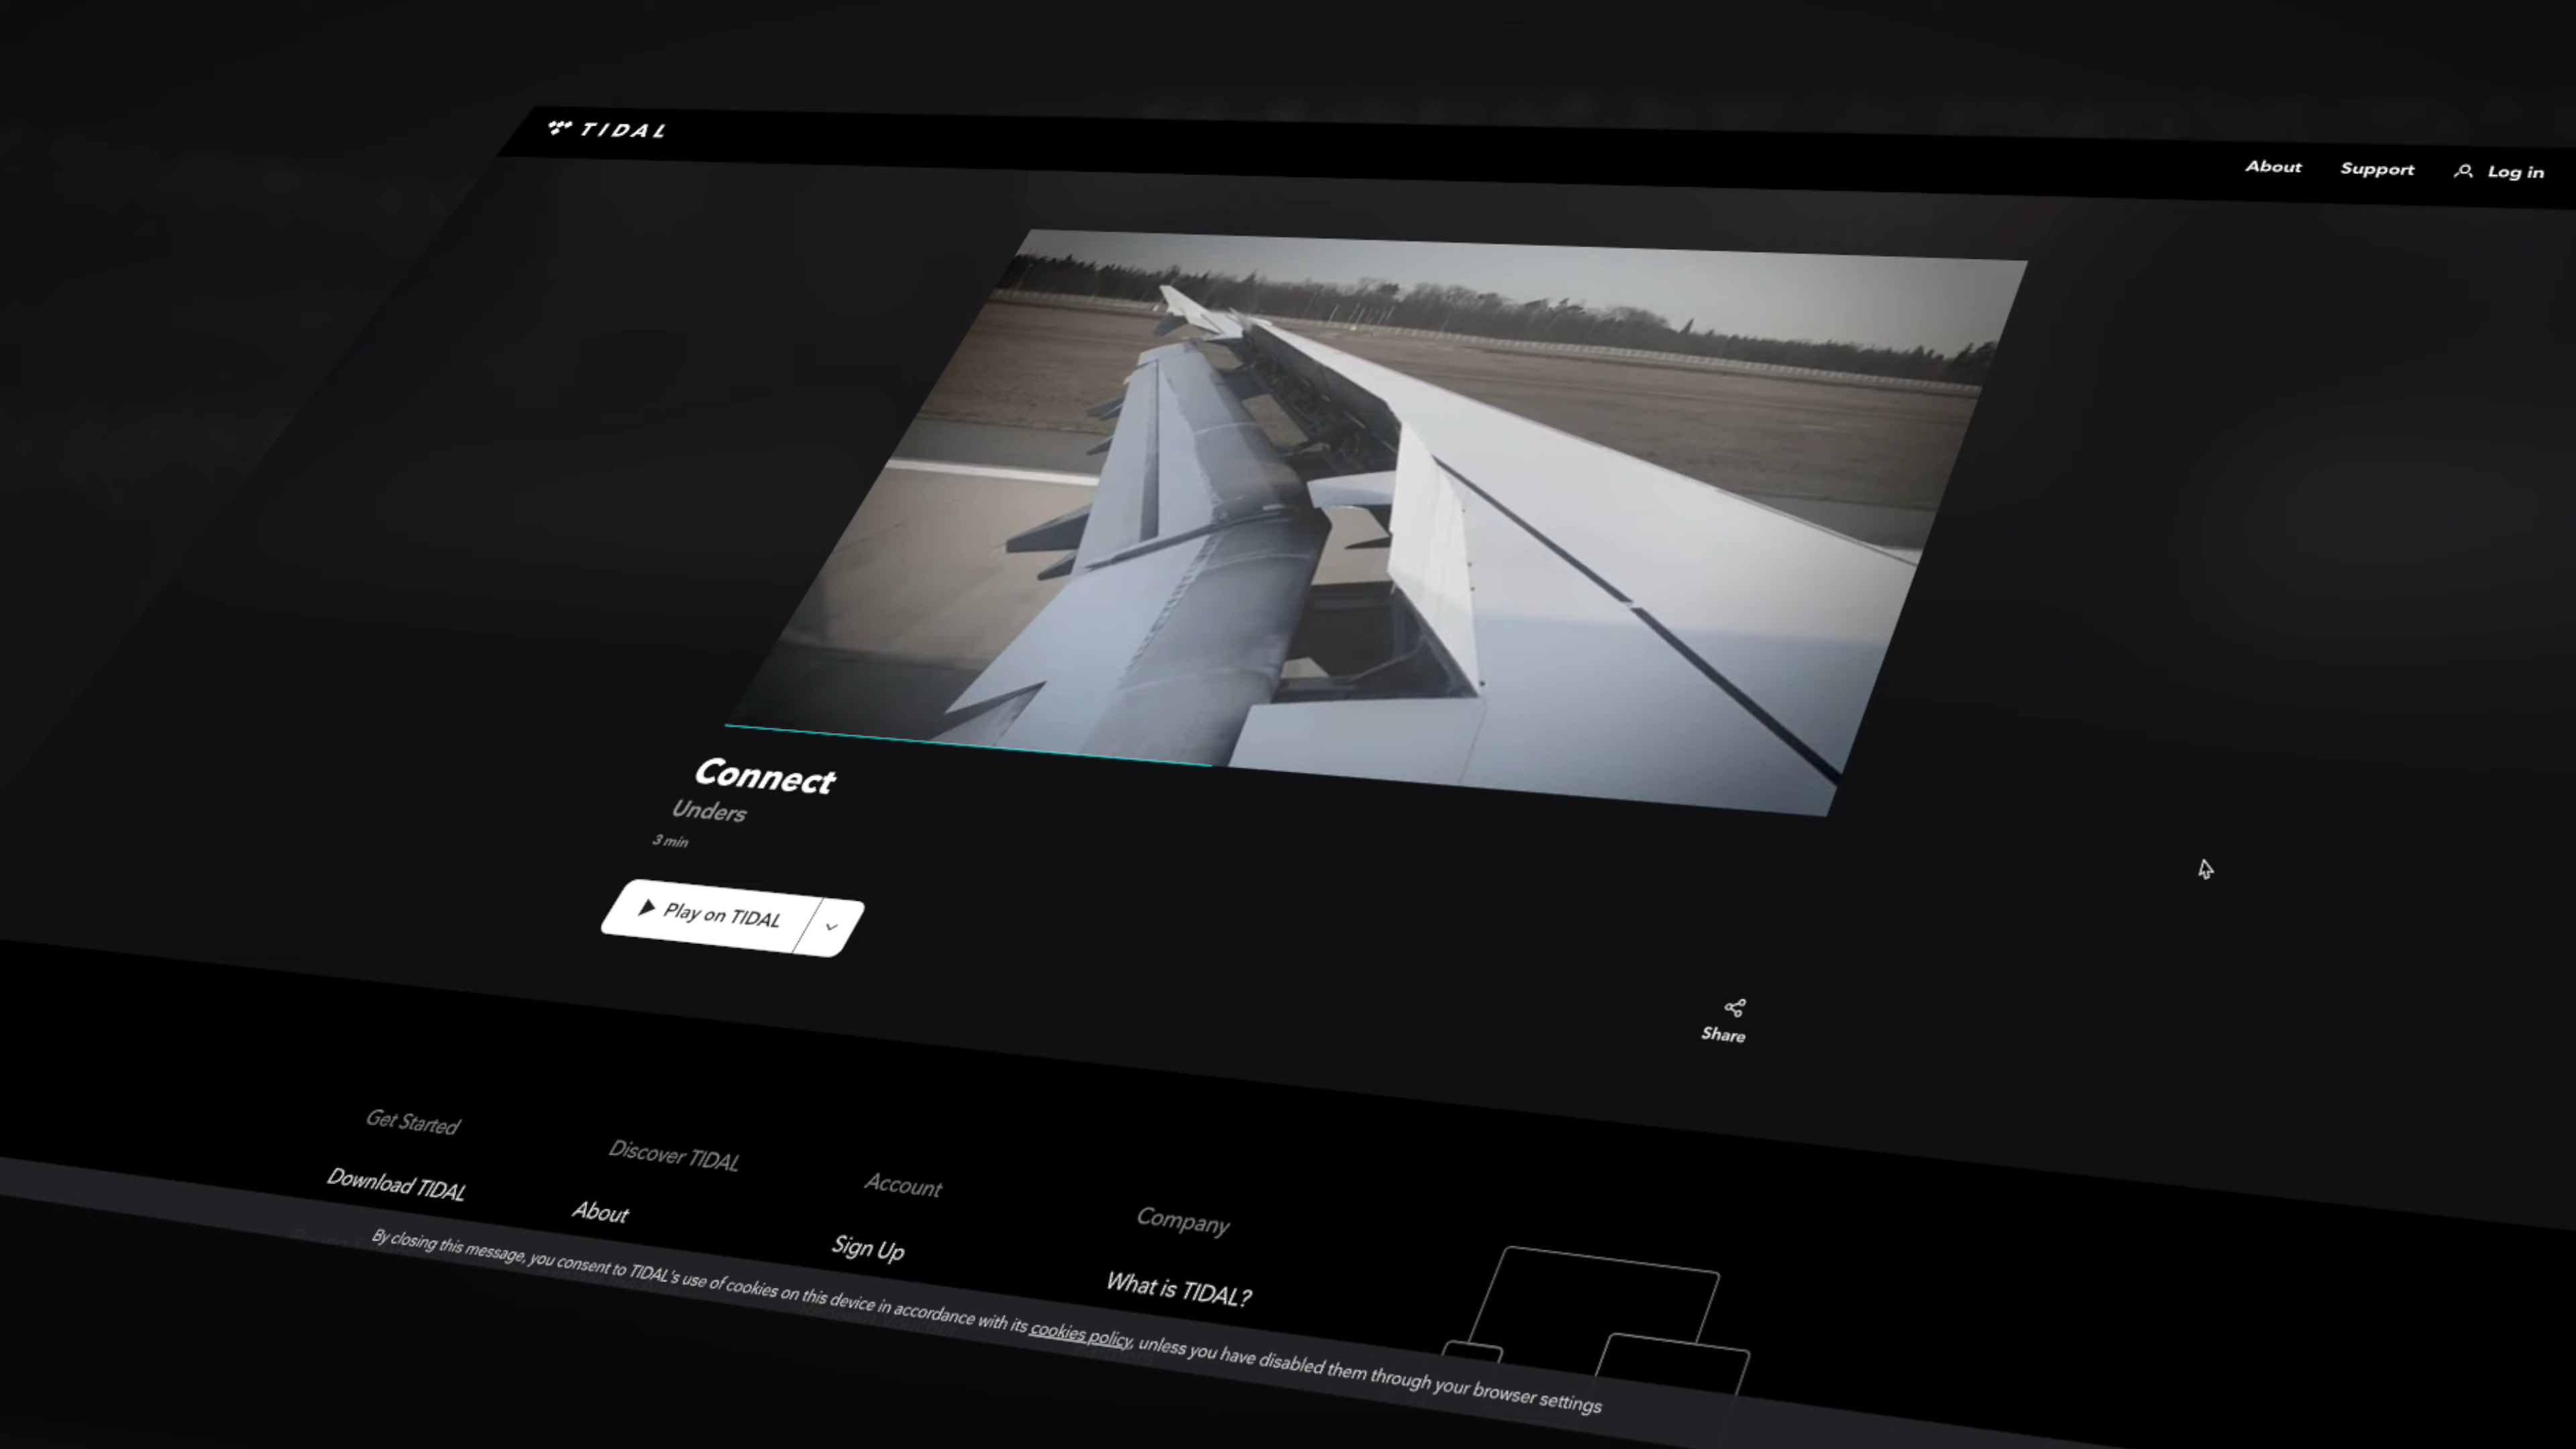 TIDAL
About
Support
Log in
Connect
Unders
3 min
Play on TIDAL
Share
Get Started
Discover TIDAL
Account
Company
Download TIDAL
About
Sign Up
What is TIDAL?
By closing this message, you consent to TIDAL's use of cookies on this device in accordance with its cookies policy, unless you have disabled them through your browser settings